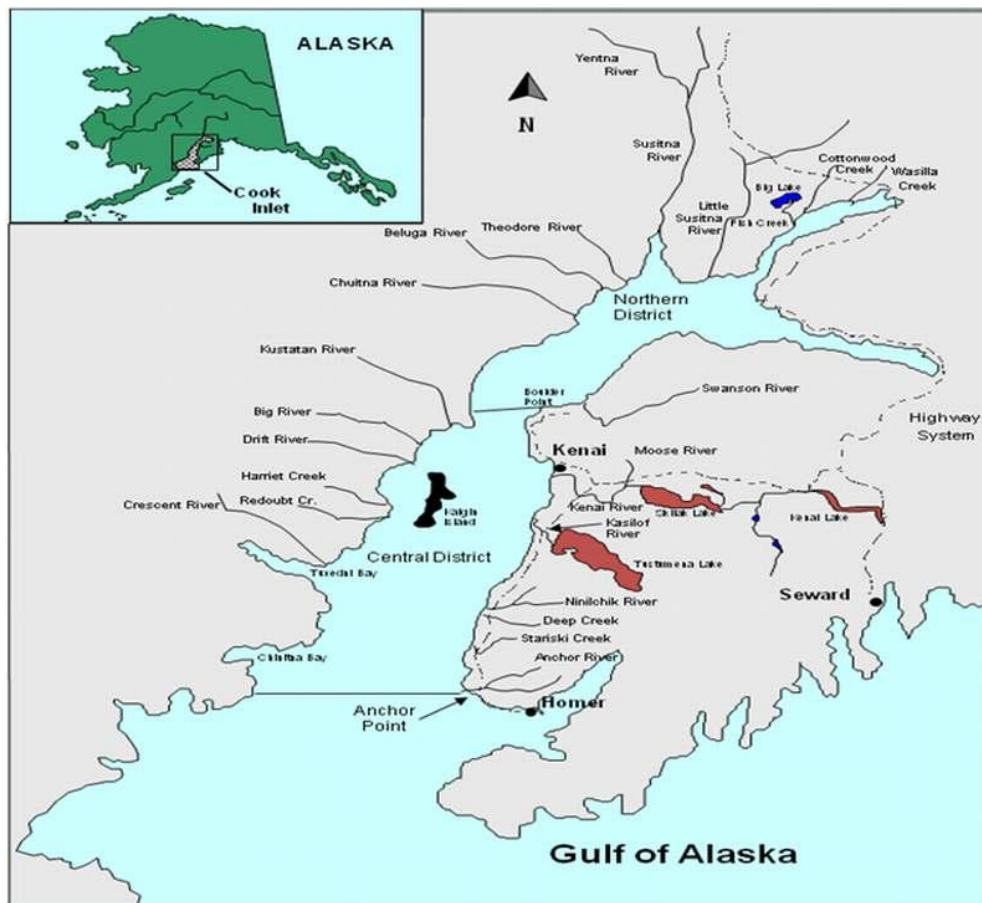 ALASKA
Cook
Inlet
N
Yentna
River
Susitna
River
Little
Susitna
River
Big Lake
Fish Creek
Cottonwood
Creek
Wasilla
Creek
Theodore River
Beluga River
Chuitna River
Northern
District
Kustatan River
Boulder
Point
Swanson River
Big River
Drift River
Highway
System
Kenai
Moose River
Harriet Creek
Redoubt Cr.
Crescent River
Kalgin
Island
Kenai River
Skilak Lake
Kenai Lake
Kasilof
River
Central District
Tustumena Lake
Tuxedni Bay
Seward
Ninilchik River
Deep Creek
Stariski Creek
Anchor River
Chinitna Bay
Anchor
Point
Homer
Gulf of Alaska